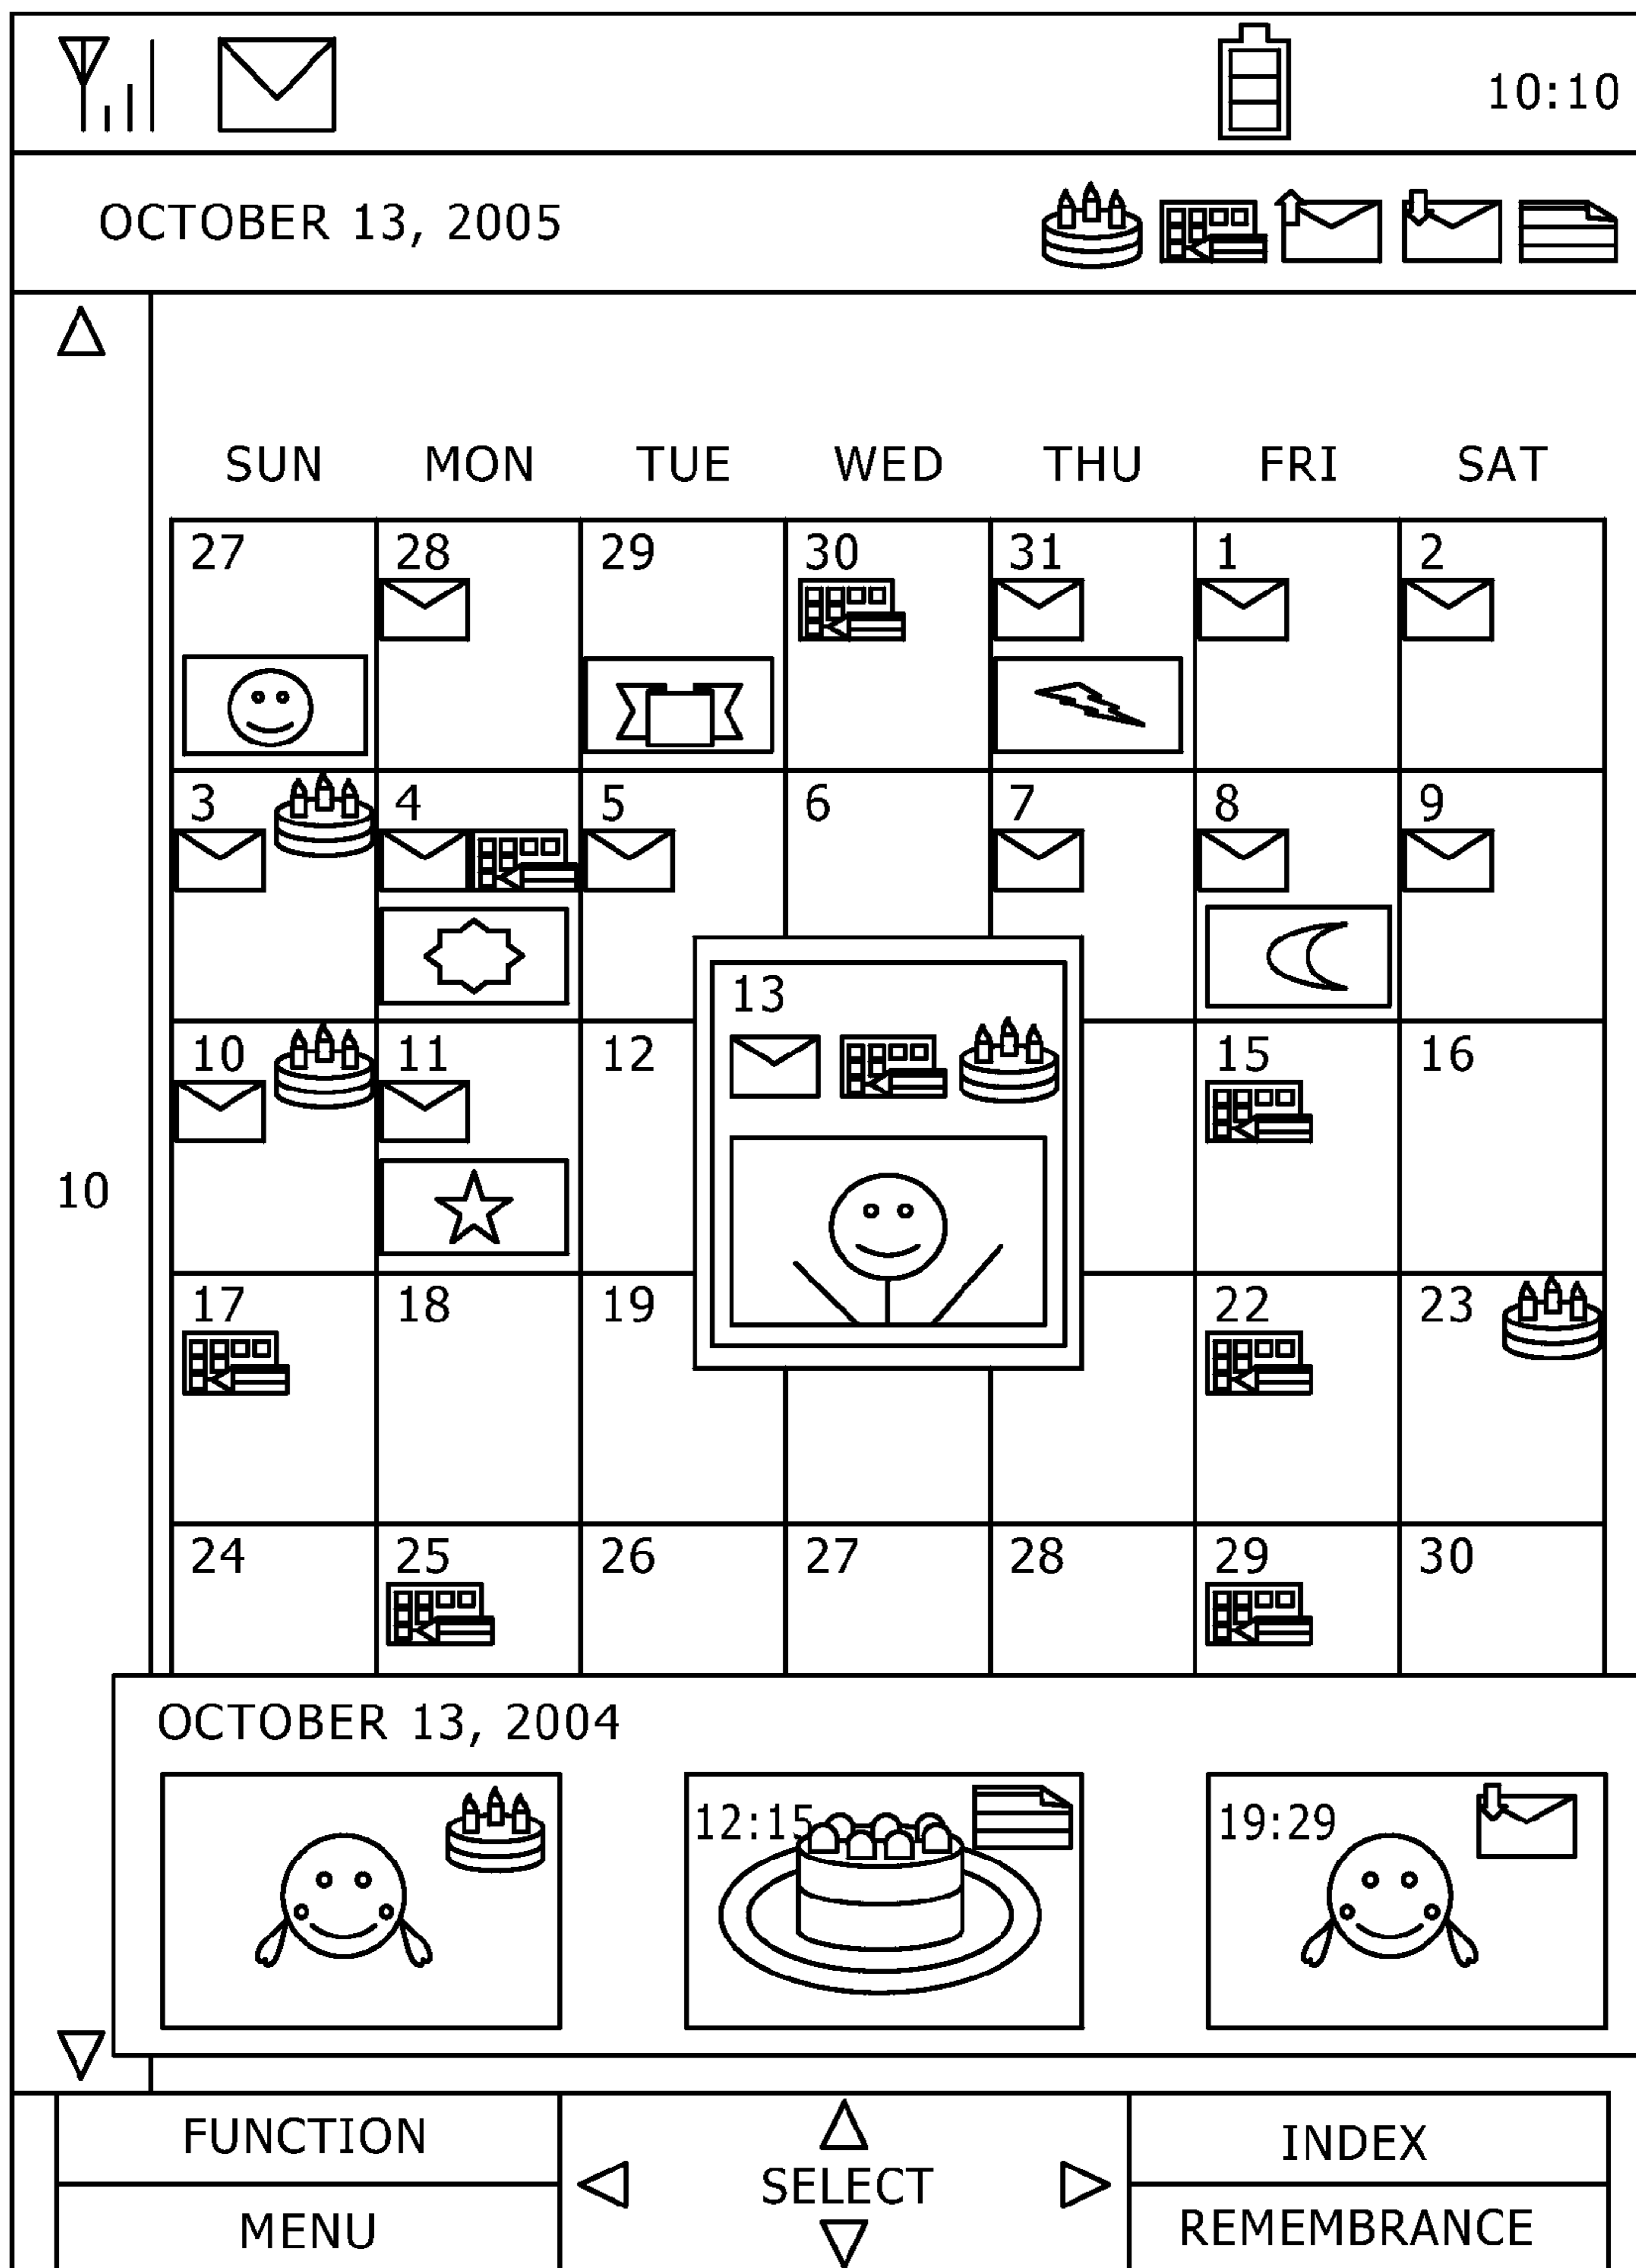 10:10
OCTOBER 13, 2005
SUN MON TUE WED THU FRI SAT
27 28 29 30 31 1 2
3 4 5 6 7 8 9
13
10 11 12 15 16
10
17 18 19 22 23
24 25 26 27 28 29 30
OCTOBER 13, 2004
12:15 19:29
FUNCTION INDEX
SELECT
MENU REMEMBRANCE